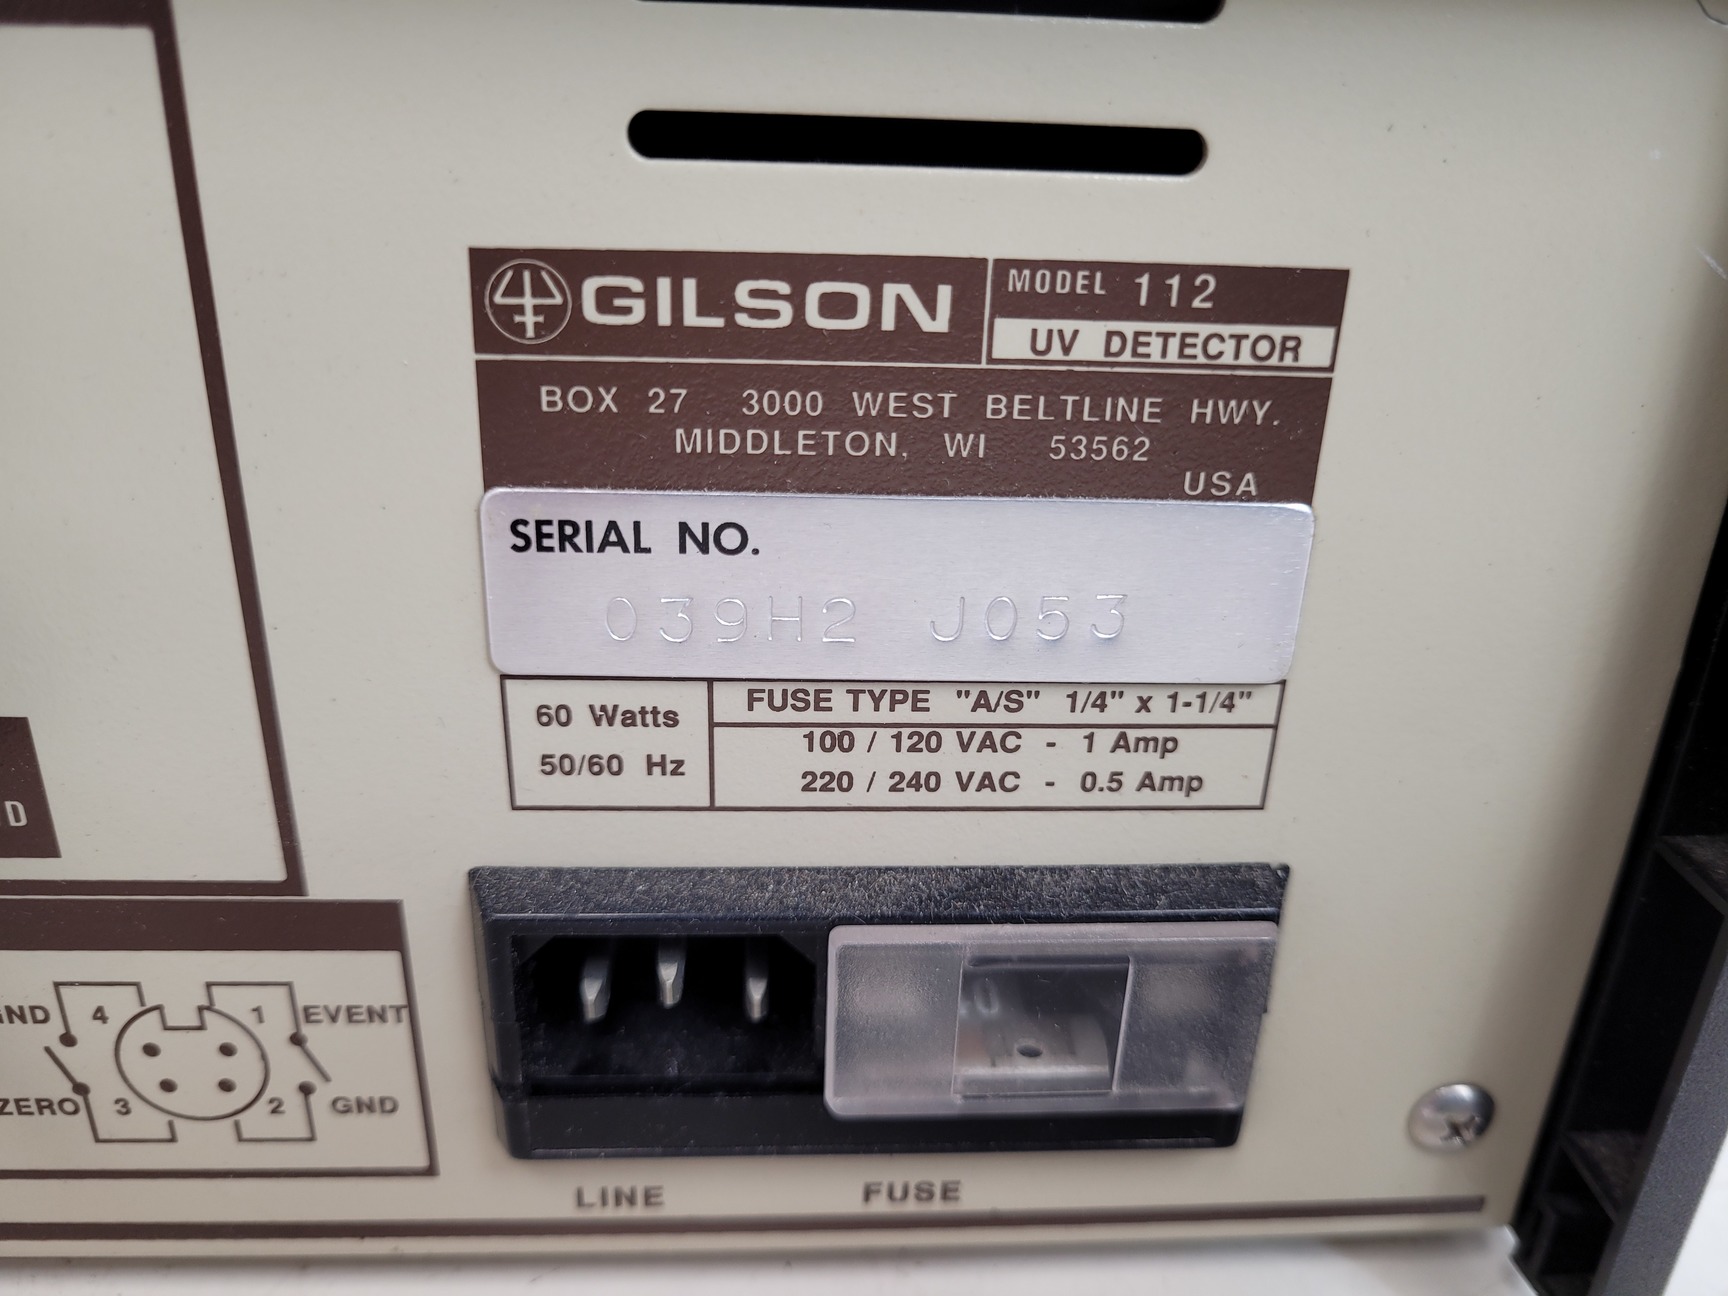 GILSON
MODEL 112
UV DETECTOR
BOX 27 3000 WEST BELTLINE HWY.
MIDDLETON, WI 53562
USA
SERIAL NO.
039H2 J053
60 Watts
50/60 Hz
FUSE TYPE "A/S" 1/4" x 1-1/4"
100 / 120 VAC - 1 Amp
220 / 240 VAC - 0.5 Amp
D
4
1
EVENT
ZERO
3
2
GND
LINE
FUSE